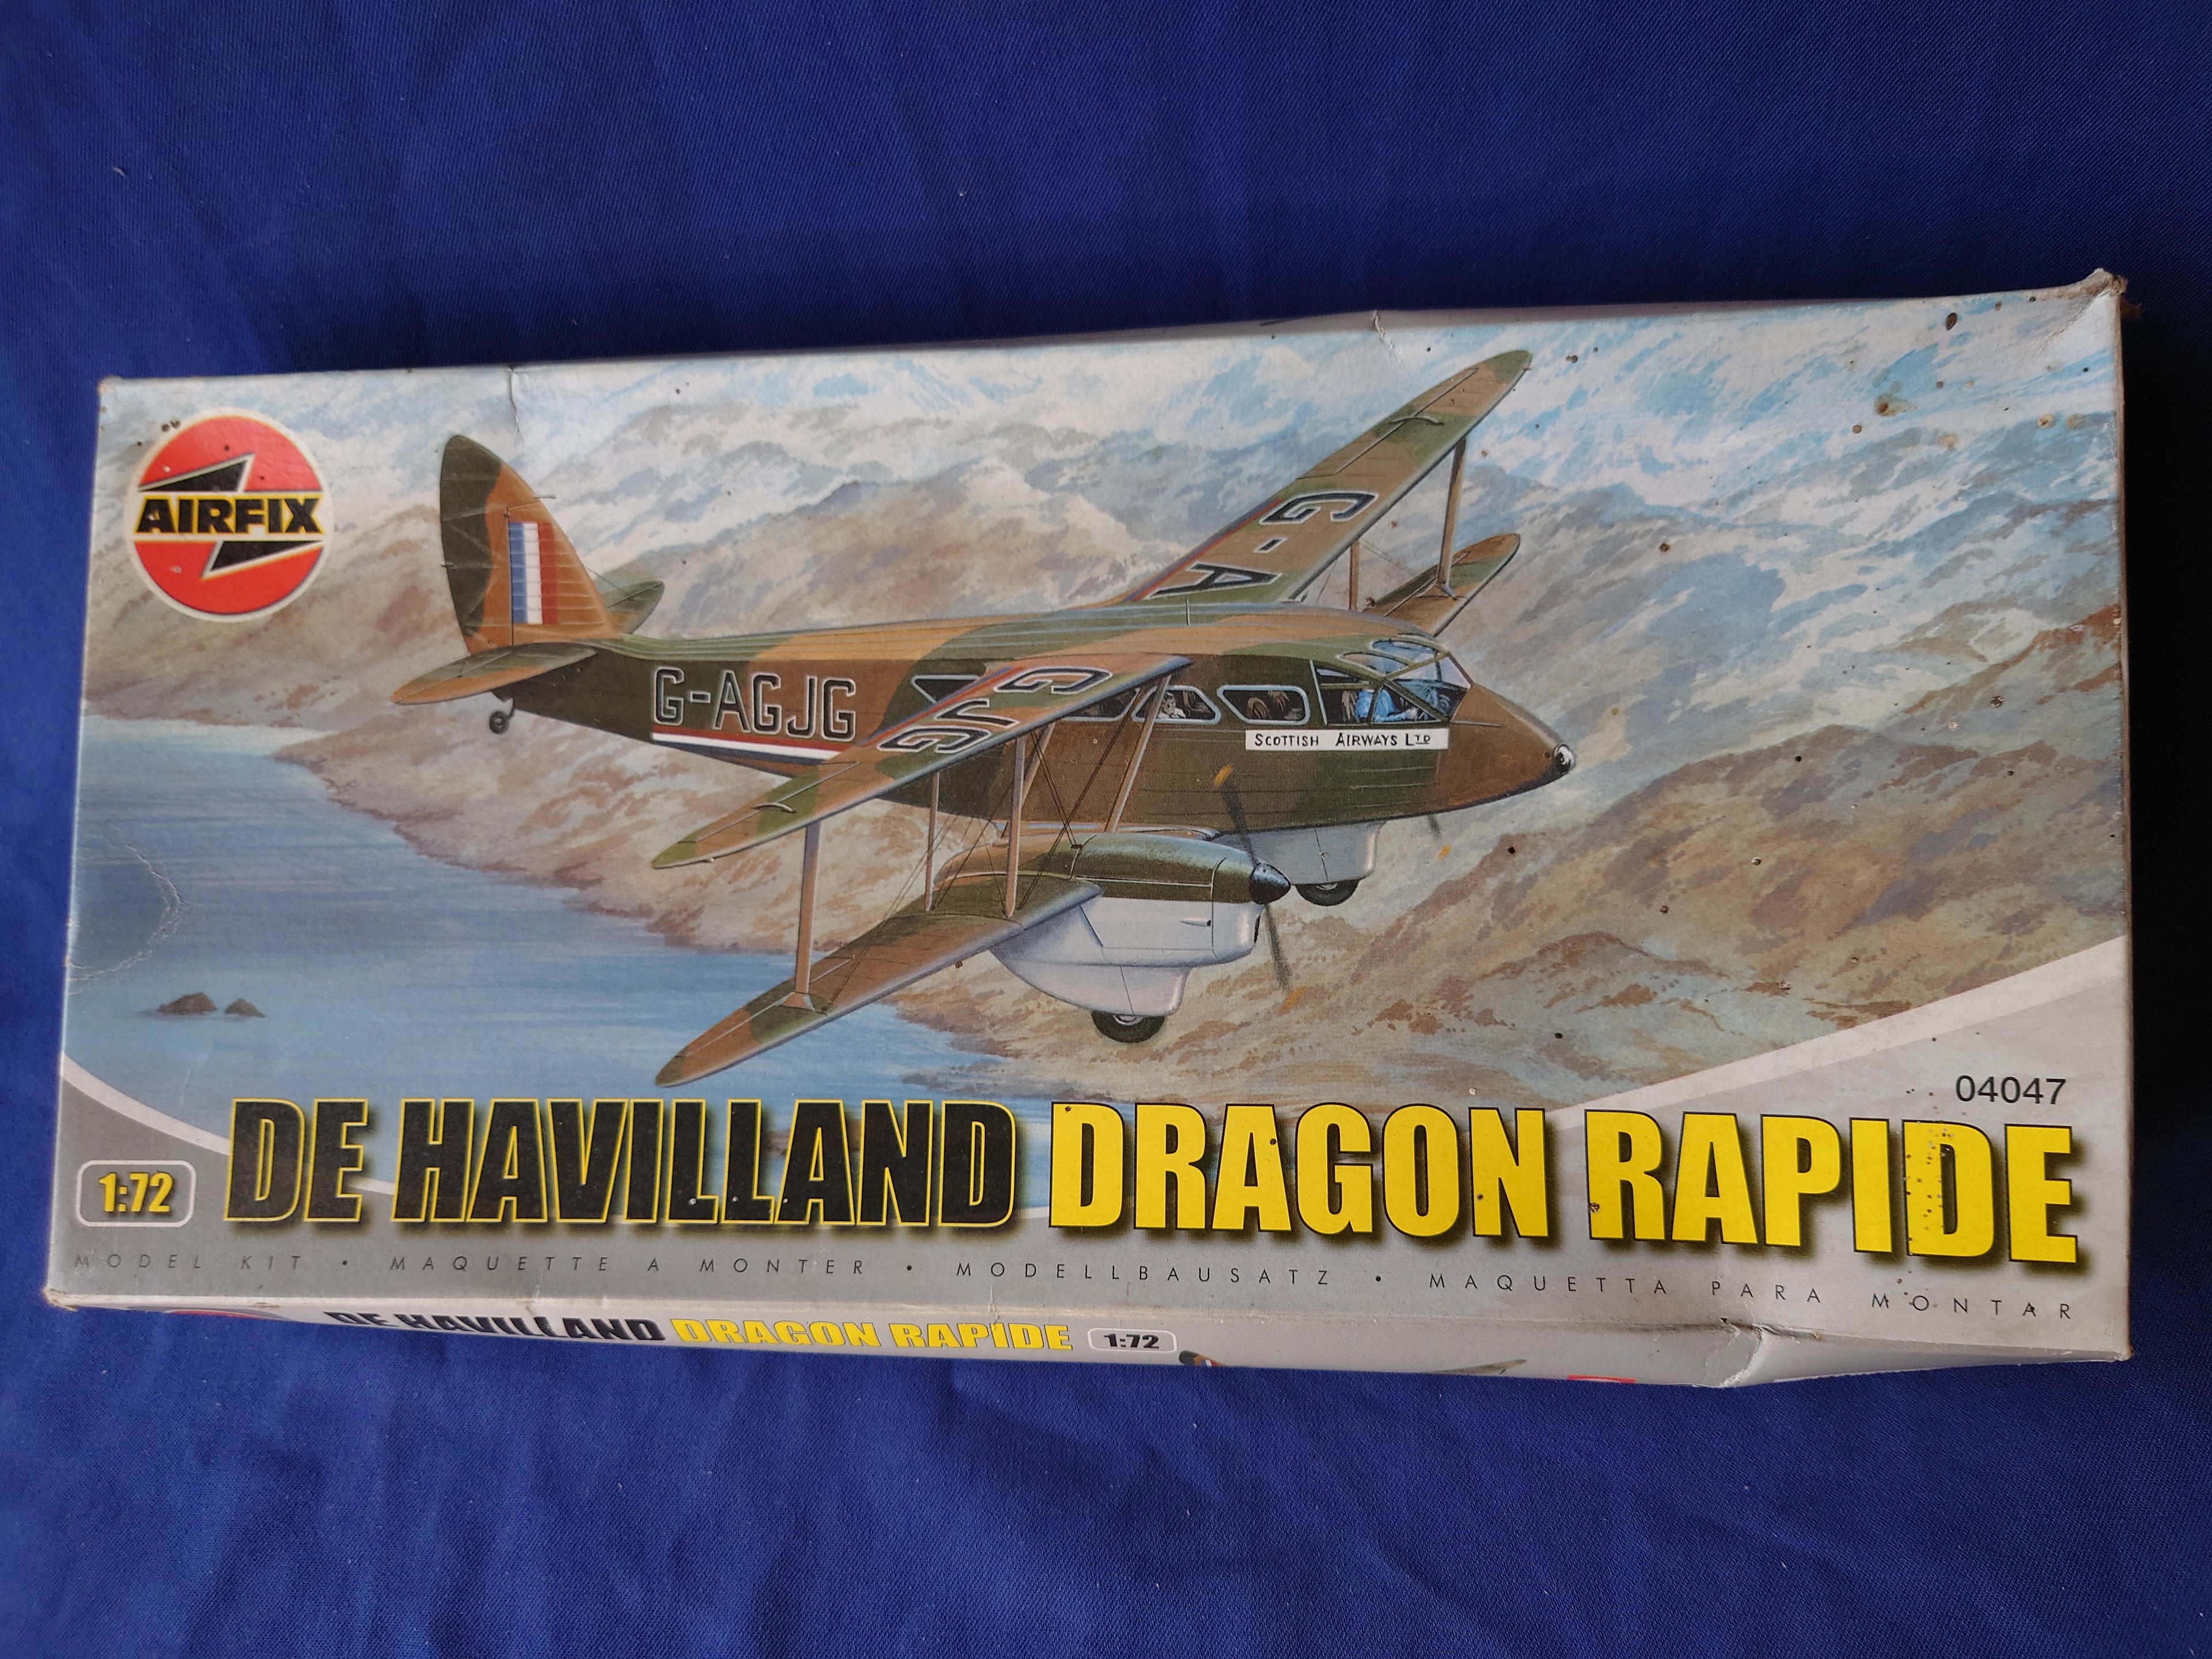 AIRFIX
G-A
G-AGJG
GJG
SCOTTISH AIRWAYS LTD
04047
1:72
DE HAVILLAND DRAGON RAPIDE
MODEL KIT • MAQUETTE A MONTER • MODELLBAUSATZ • MAQUETTA PARA MONTAR
DE HAVILLAND DRAGON RAPIDE 1:72